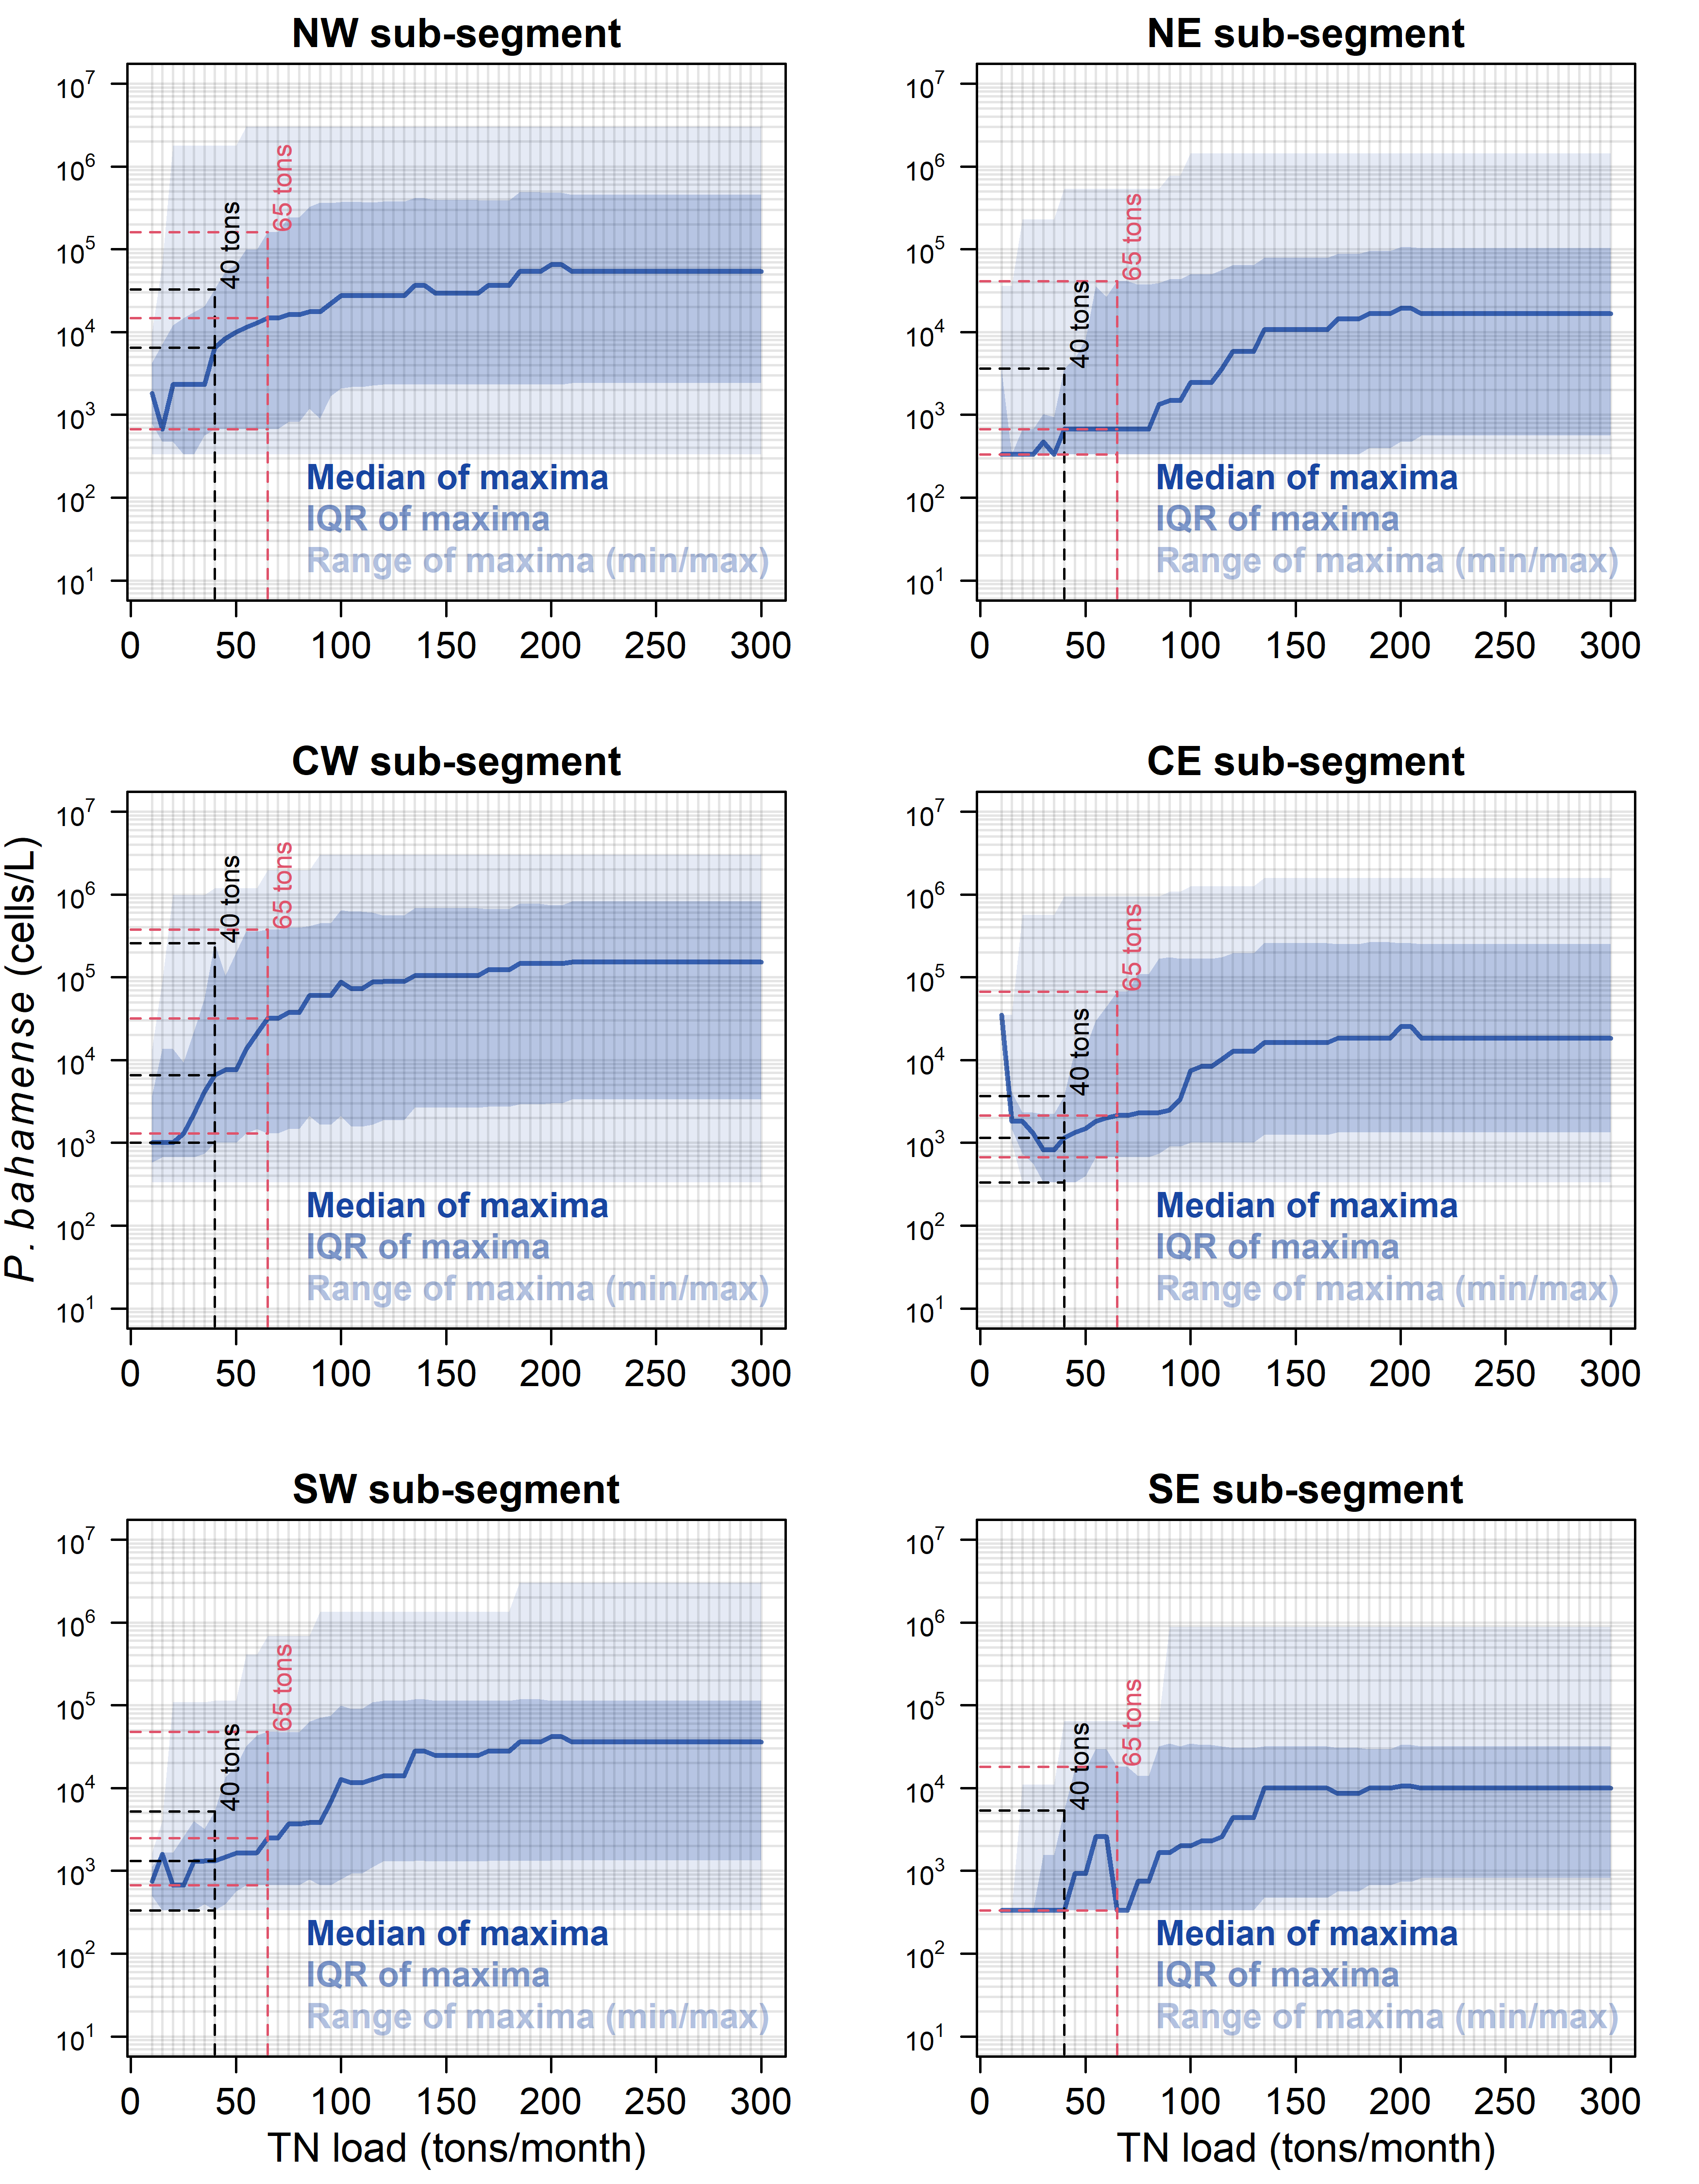 NW sub-segment
10^7
10^6
10^5
10^4
10^3
10^2
10^1
40 tons
65 tons
Median of maxima
IQR of maxima
Range of maxima (min/max)
0 50 100 150 200 250 300
NE sub-segment
10^7
10^6
10^5
10^4
10^3
10^2
10^1
40 tons
65 tons
Median of maxima
IQR of maxima
Range of maxima (min/max)
0 50 100 150 200 250 300
P. bahamense (cells/L)
CW sub-segment
10^7
10^6
10^5
10^4
10^3
10^2
10^1
40 tons
65 tons
Median of maxima
IQR of maxima
Range of maxima (min/max)
0 50 100 150 200 250 300
CE sub-segment
10^7
10^6
10^5
10^4
10^3
10^2
10^1
40 tons
65 tons
Median of maxima
IQR of maxima
Range of maxima (min/max)
0 50 100 150 200 250 300
SW sub-segment
10^7
10^6
10^5
10^4
10^3
10^2
10^1
40 tons
65 tons
Median of maxima
IQR of maxima
Range of maxima (min/max)
0 50 100 150 200 250 300
TN load (tons/month)
SE sub-segment
10^7
10^6
10^5
10^4
10^3
10^2
10^1
40 tons
65 tons
Median of maxima
IQR of maxima
Range of maxima (min/max)
0 50 100 150 200 250 300
TN load (tons/month)